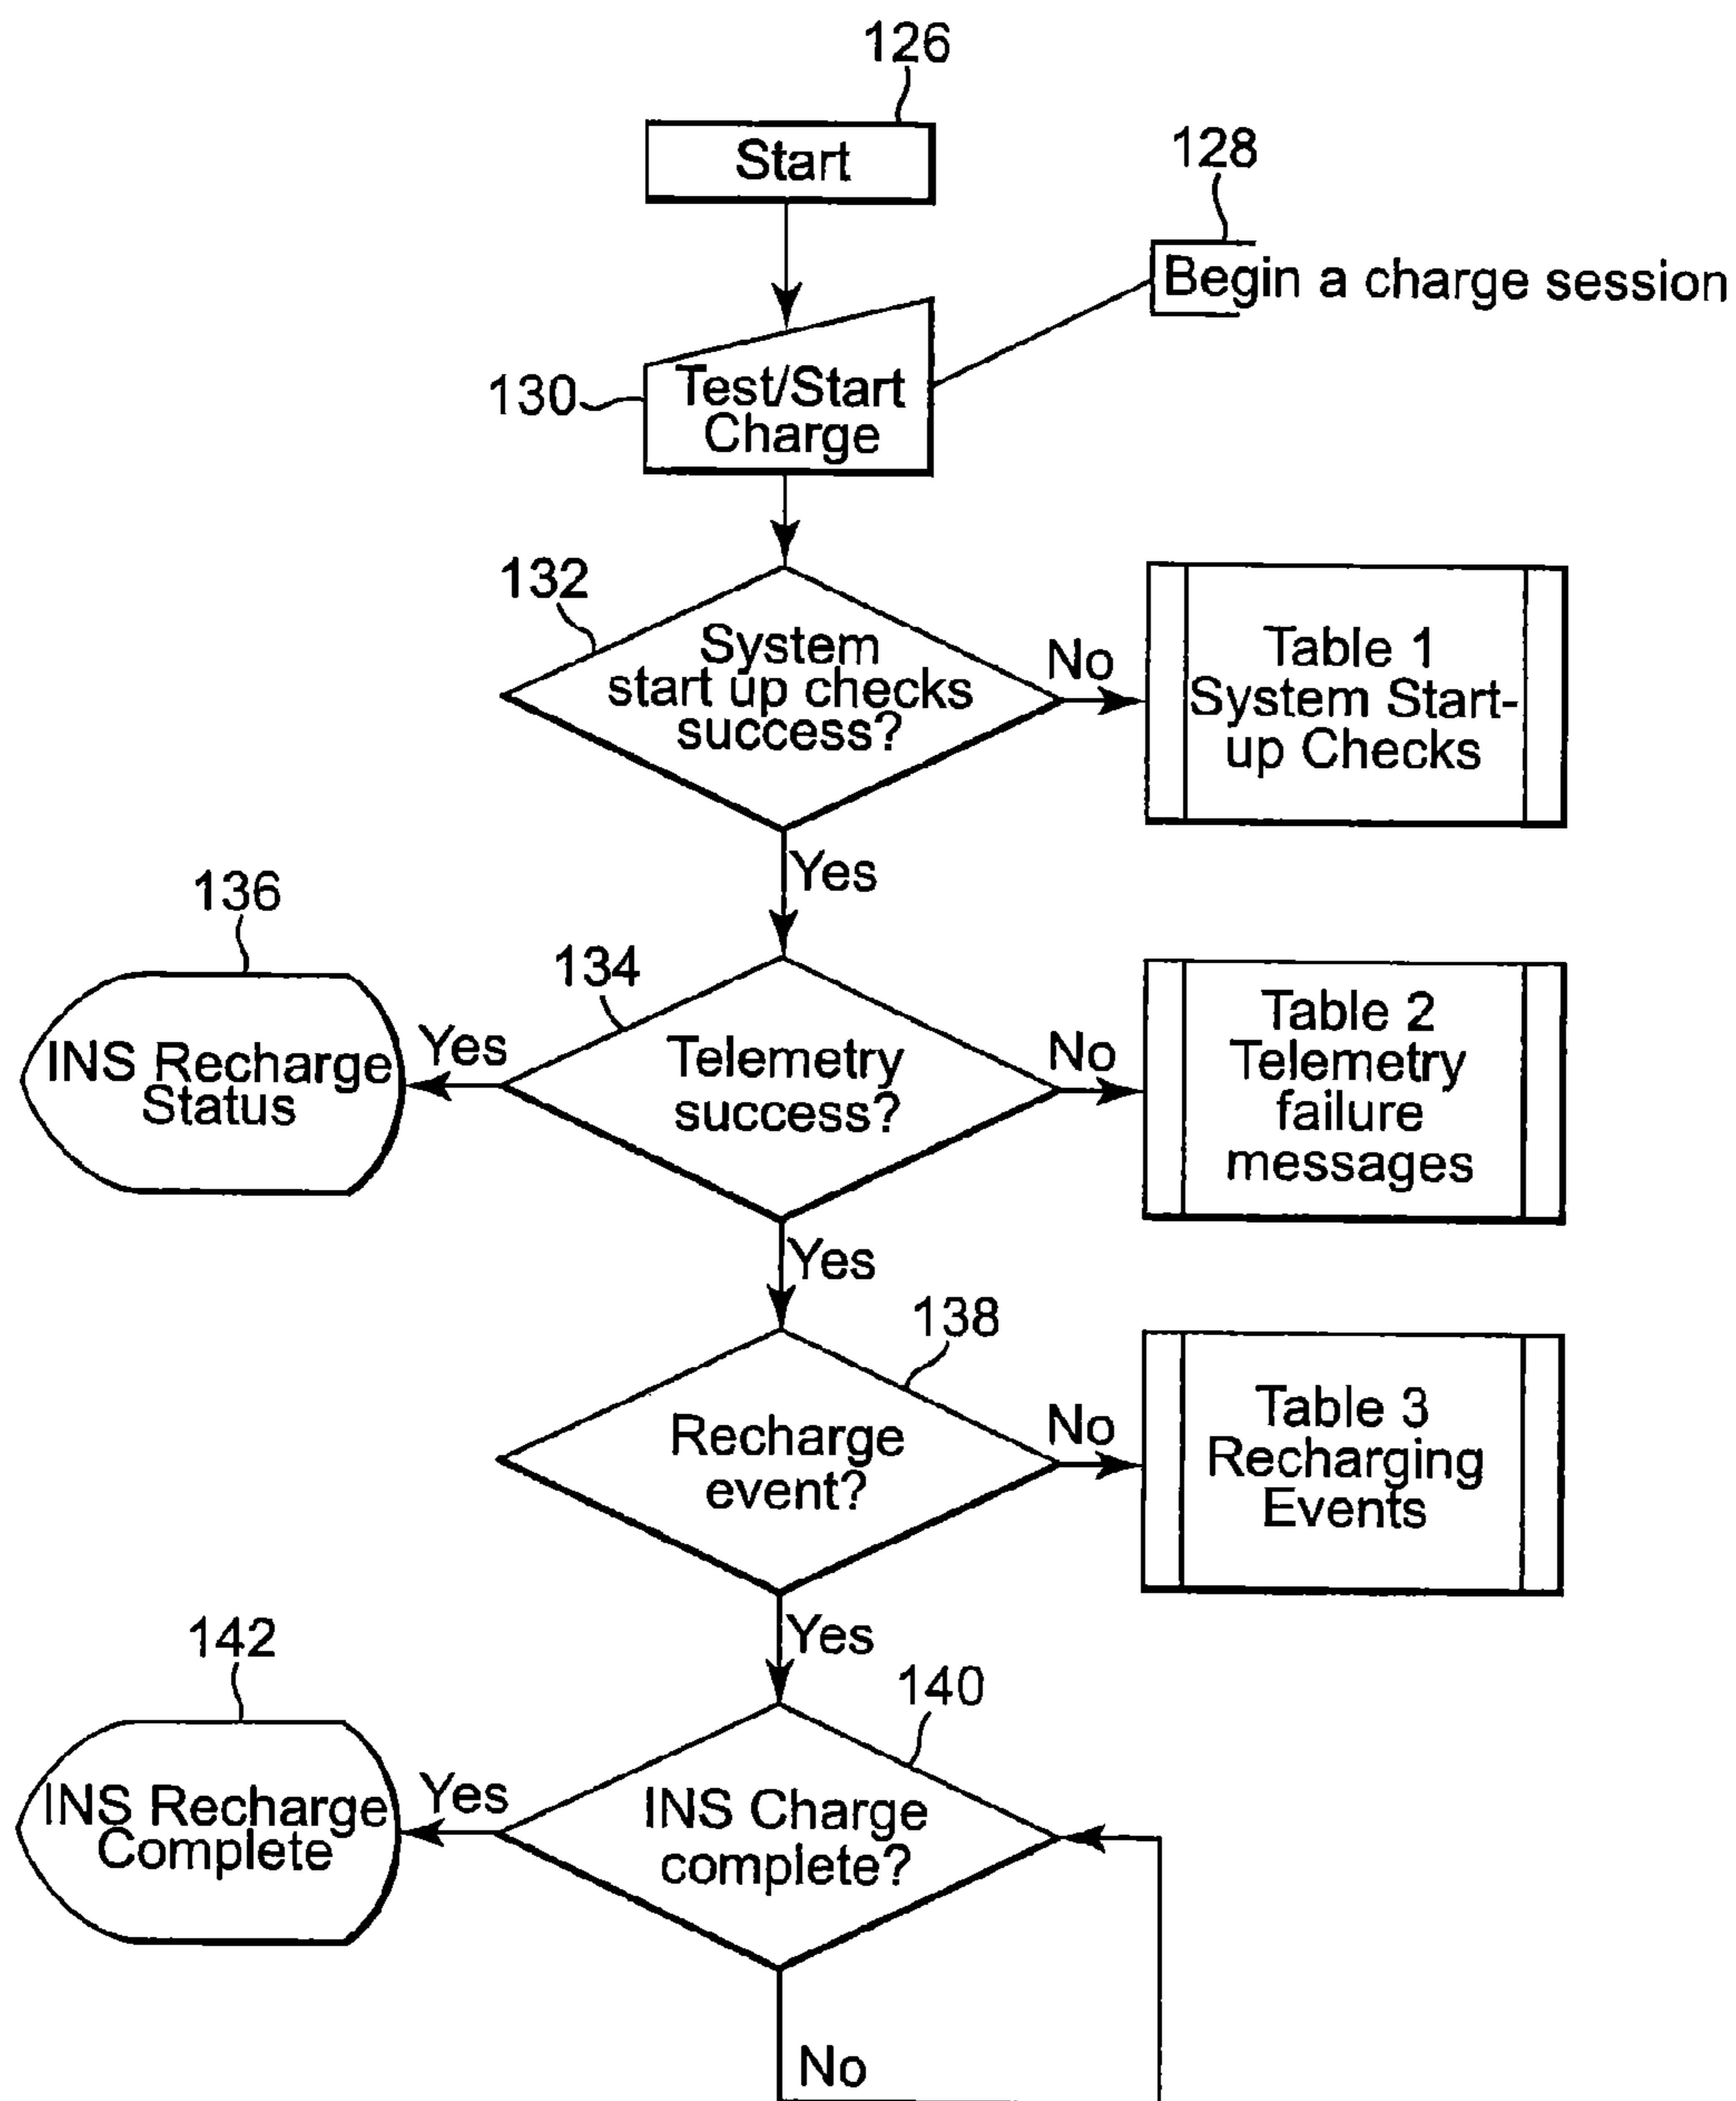 126
Start
128
Begin a charge session
130
Test/Start
Charge
132
System
start up checks
success?
No
Table 1
System Start-
up Checks
Yes
136
134
INS Recharge
Status
Yes
Telemetry
success?
No
Table 2
Telemetry
failure
messages
Yes
138
Recharge
event?
No
Table 3
Recharging
Events
Yes
142
140
INS Recharge
Complete
Yes
INS Charge
complete?
No